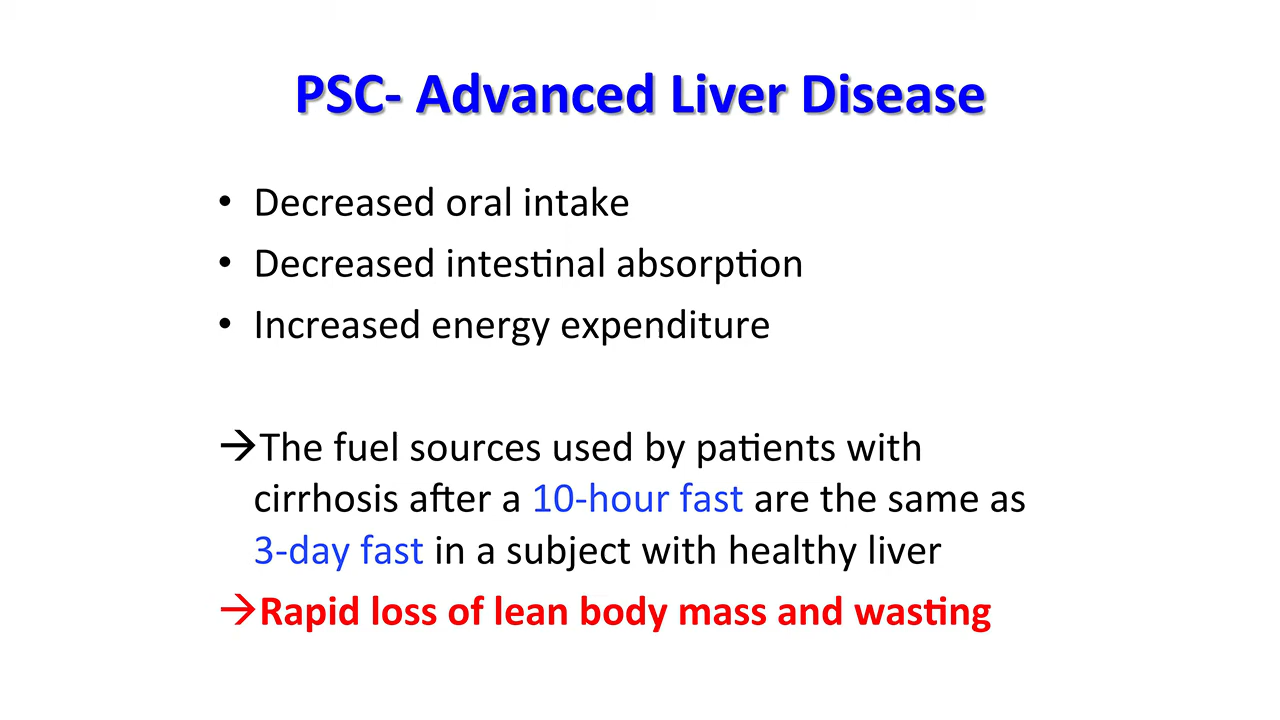 PSC- Advanced Liver Disease
• Decreased oral intake
• Decreased intestinal absorption
• Increased energy expenditure
→The fuel sources used by patients with
cirrhosis after a 10-hour fast are the same as
3-day fast in a subject with healthy liver
→Rapid loss of lean body mass and wasting